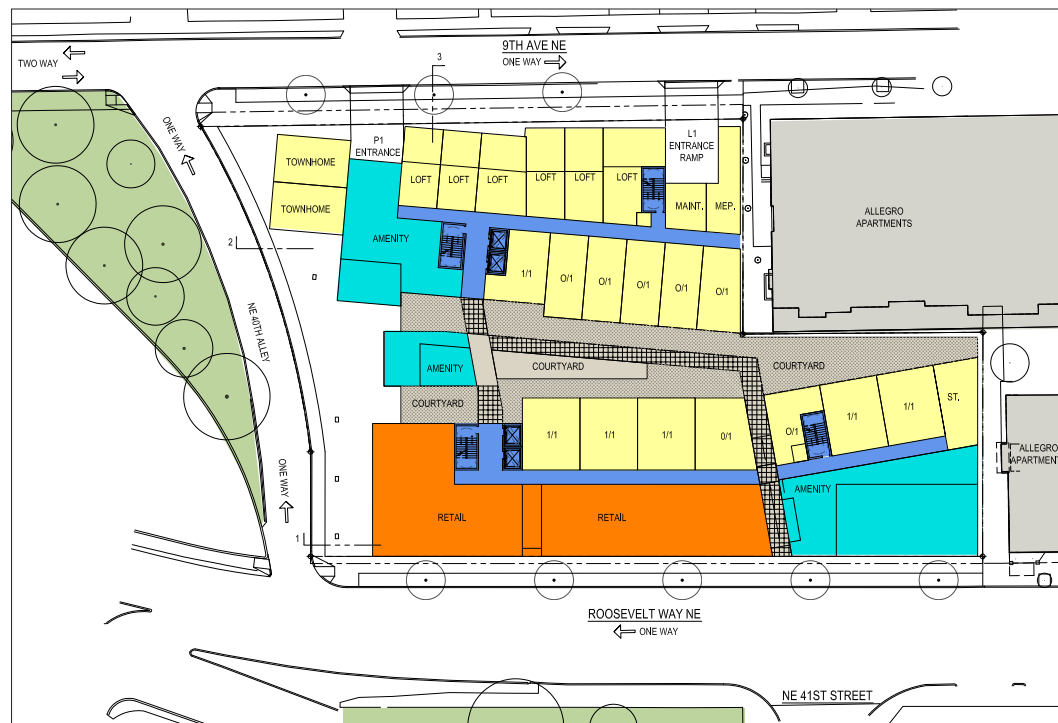 9TH AVE NE
ONE WAY
TWO WAY
3
ONE WAY
P1
ENTRANCE
L1
ENTRANCE
RAMP
TOWNHOME
TOWNHOME
LOFT
LOFT
LOFT
LOFT
LOFT
LOFT
MAINT.
MEP.
ALLEGRO
APARTMENTS
AMENITY
2
1/1
O/1
O/1
O/1
O/1
O/1
NE 40TH ALLEY
AMENITY
COURTYARD
COURTYARD
COURTYARD
1/1
1/1
1/1
0/1
O/1
1/1
1/1
ST.
ALLEGRO
APARTMENT
ONE WAY
RETAIL
RETAIL
AMENITY
1
ROOSEVELT WAY NE
ONE WAY
NE 41ST STREET